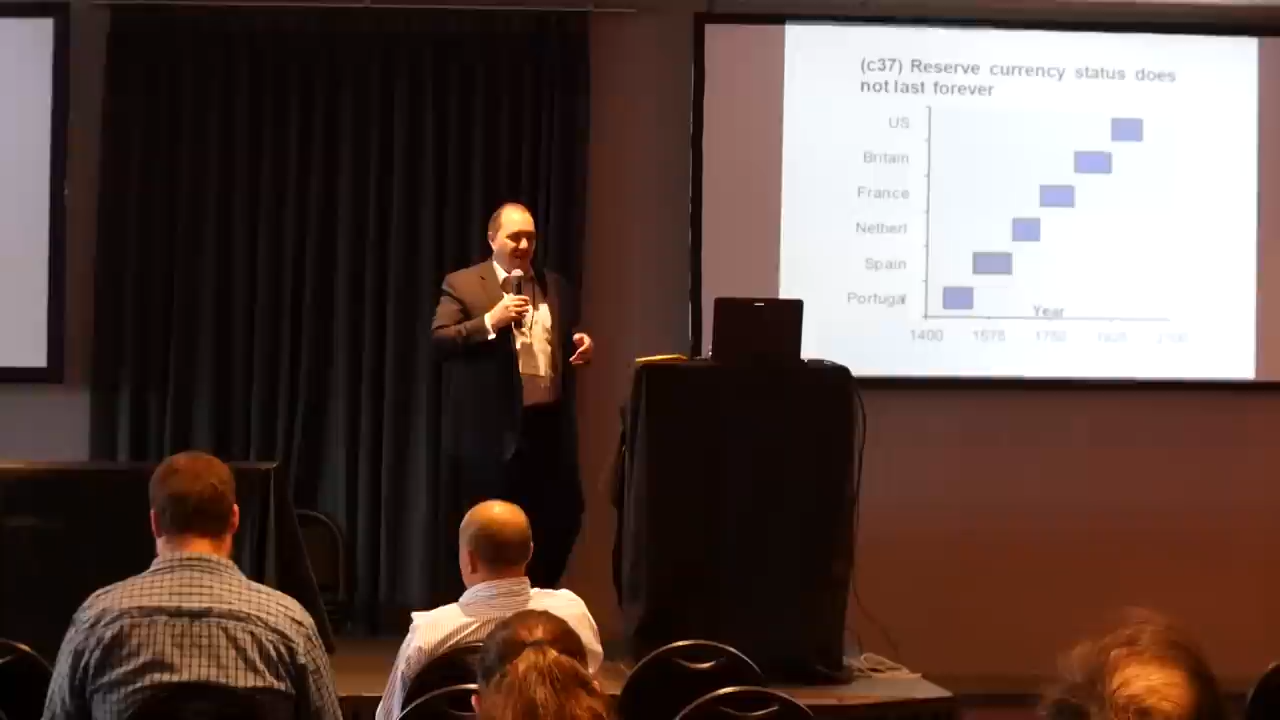 (c37) Reserve currency status does
not last forever
US
Britain
France
Netherl
Spain
Portugal
Year
1400 1575 1750